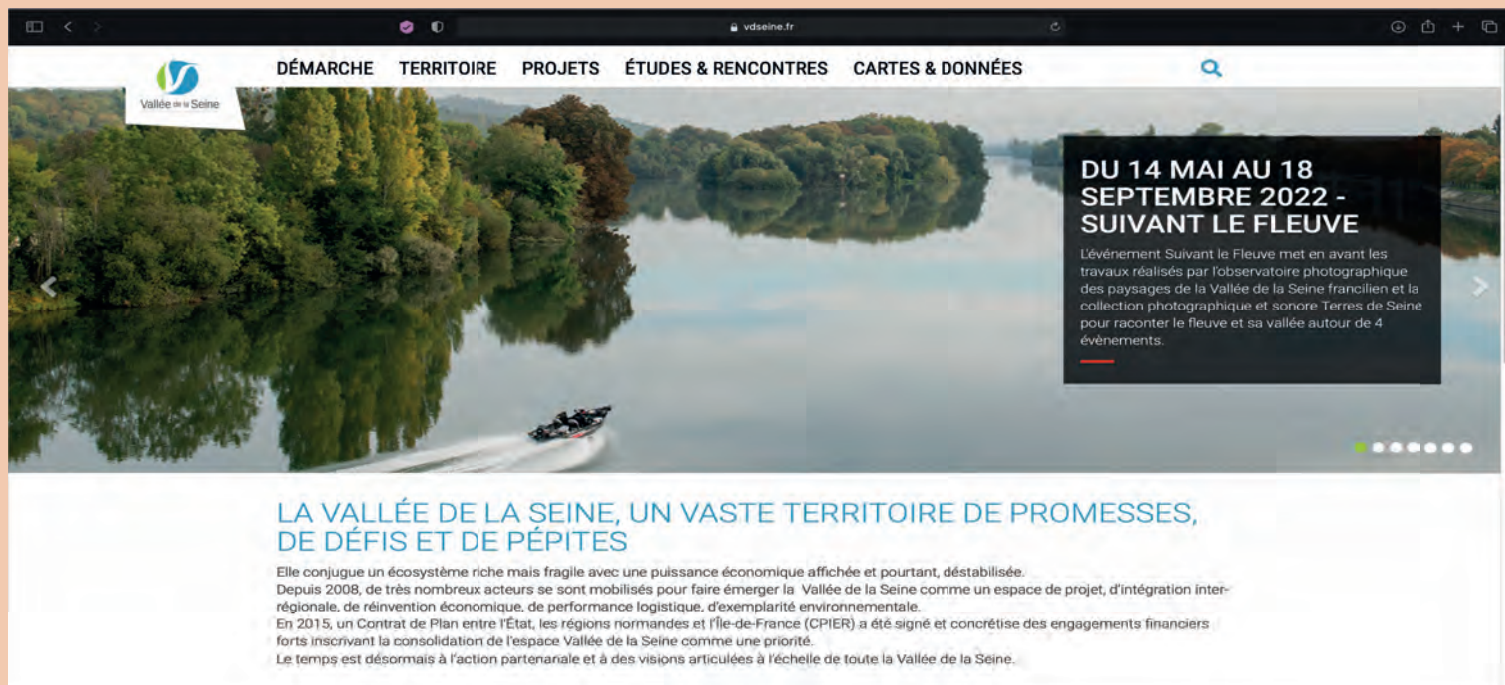 vdseine.fr
Vallée de la Seine
DÉMARCHE TERRITOIRE PROJETS ÉTUDES & RENCONTRES CARTES & DONNÉES
DU 14 MAI AU 18
SEPTEMBRE 2022 -
SUIVANT LE FLEUVE
L'événement Suivant le Fleuve met en avant les
travaux réalisés par l'observatoire photographique
des paysages de la Vallée de la Seine francilien et la
collection photographique et sonore Terres de Seine
pour raconter le fleuve et sa vallée autour de 4
évènements.
LA VALLÉE DE LA SEINE, UN VASTE TERRITOIRE DE PROMESSES,
DE DÉFIS ET DE PÉPITES
Elle conjugue un écosystème riche mais fragile avec une puissance économique affichée et pourtant, déstabilisée.
Depuis 2008, de très nombreux acteurs se sont mobilisés pour faire émerger la Vallée de la Seine comme un espace de projet, d'intégration inter-
régionale, de réinvention économique, de performance logistique, d'exemplarité environnementale.
En 2015, un Contrat de Plan entre l'État, les régions normandes et l'Île-de-France (CPIER) a été signé et concrétise des engagements financiers
forts inscrivant la consolidation de l'espace Vallée de la Seine comme une priorité.
Le temps est désormais à l'action partenariale et à des visions articulées à l'échelle de toute la Vallée de la Seine.